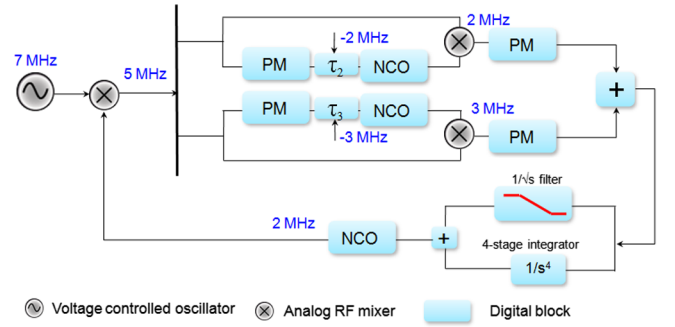 2 MHz
-2 MHz
PM
PM
τ2
NCO
7 MHz
5 MHz
+
PM
τ3
NCO
3 MHz
-3 MHz
PM
1/√s filter
2 MHz
NCO
+
4-stage integrator
1/s⁴
Voltage controlled oscillator
Analog RF mixer
Digital block